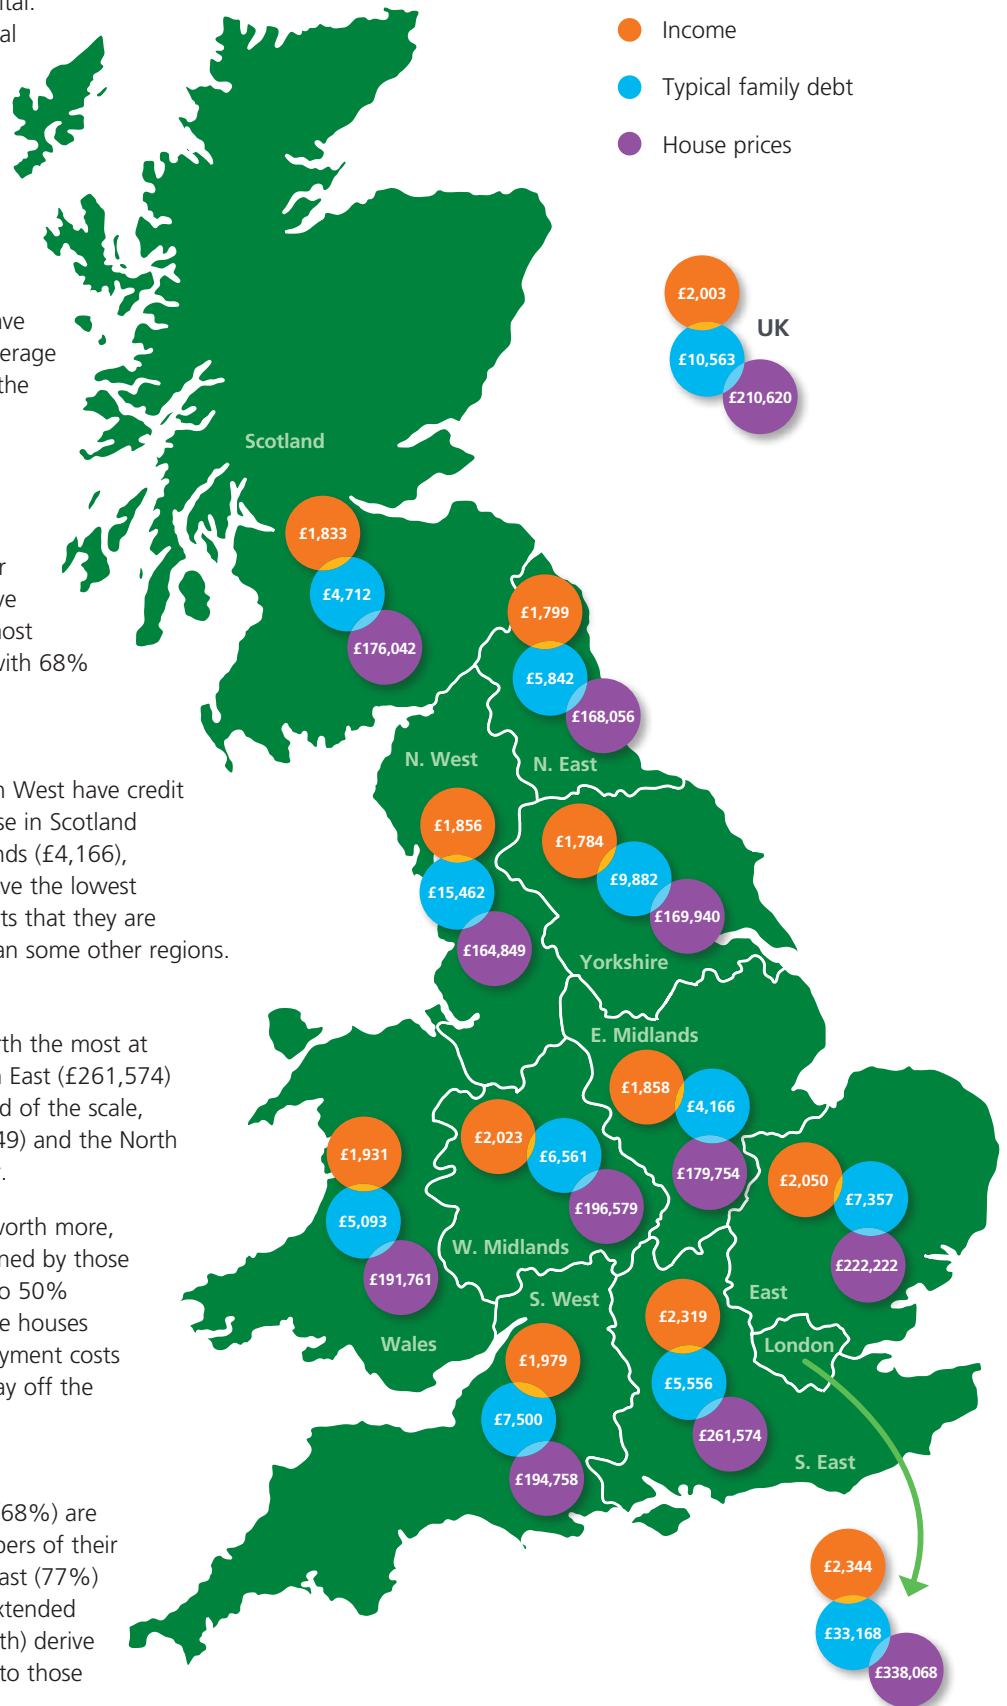 ital.
al
ave
erage
the
r
ve
nost
with 68%
n West have credit
se in Scotland
nds (£4,166),
ve the lowest
ts that they are
an some other regions.
rth the most at
n East (£261,574)
d of the scale,
49) and the North
.
worth more,
ned by those
o 50%
e houses
yment costs
ay off the
(68%) are
bers of their
ast (77%)
xtended
th) derive
to those
Income
Typical family debt
House prices
£2,003
UK
£10,563
£210,620
Scotland
£1,833
£4,712
£176,042
£1,799
£5,842
£168,056
N. West
N. East
£1,856
£15,462
£164,849
£1,784
£9,882
£169,940
Yorkshire
E. Midlands
£1,858
£4,166
£179,754
£2,023
£6,561
£196,579
W. Midlands
£1,931
£5,093
£191,761
Wales
£2,050
£7,357
£222,222
East
S. West
£1,979
£7,500
£194,758
£2,319
£5,556
£261,574
S. East
London
£2,344
£33,168
£338,068